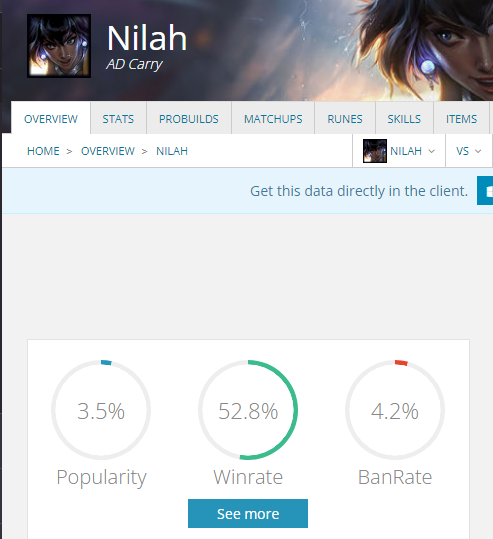 Nilah
AD Carry
OVERVIEW STATS PROBUILDS MATCHUPS RUNES SKILLS ITEMS
HOME > OVERVIEW > NILAH NILAH VS
Get this data directly in the client.
3.5% 52.8% 4.2%
Popularity Winrate BanRate
See more